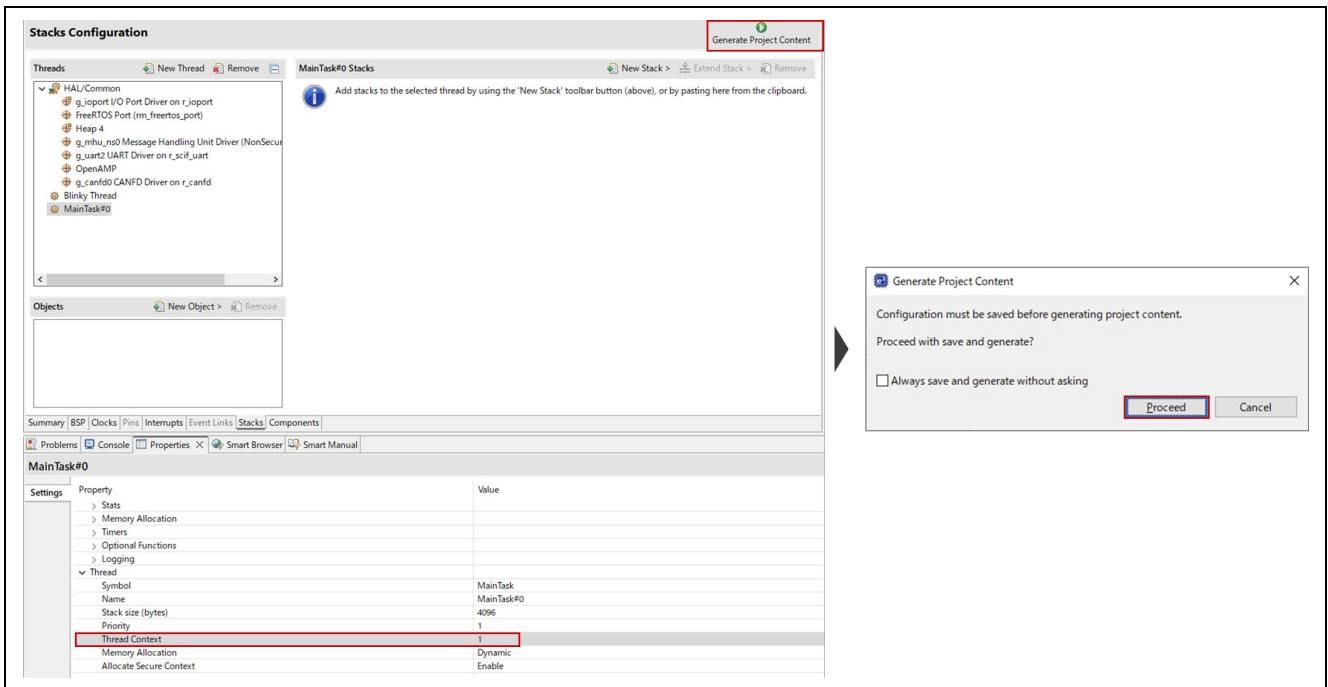 Stacks Configuration
Generate Project Content
Threads
New Thread
Remove
HAL/Common
g_ioport I/O Port Driver on r_ioport
FreeRTOS Port (rm_freertos_port)
Heap 4
g_mhu_ns0 Message Handling Unit Driver (NonSecur
g_uart2 UART Driver on r_scif_uart
OpenAMP
g_canfd0 CANFD Driver on r_canfd
Blinky Thread
MainTask#0
MainTask#0 Stacks
New Stack >
Extend Stack >
Remove
Add stacks to the selected thread by using the 'New Stack' toolbar button (above), or by pasting here from the clipboard.
Objects
New Object >
Remove
Summary BSP Clocks Pins Interrupts Event Links Stacks Components
Problems Console Properties Smart Browser Smart Manual
MainTask#0
Settings
Property Value
Stats
Memory Allocation
Timers
Optional Functions
Logging
Thread
Symbol MainTask
Name MainTask#0
Stack size (bytes) 4096
Priority 1
Thread Context 1
Memory Allocation Dynamic
Allocate Secure Context Enable
Generate Project Content
Configuration must be saved before generating project content.
Proceed with save and generate?
Always save and generate without asking
Proceed
Cancel